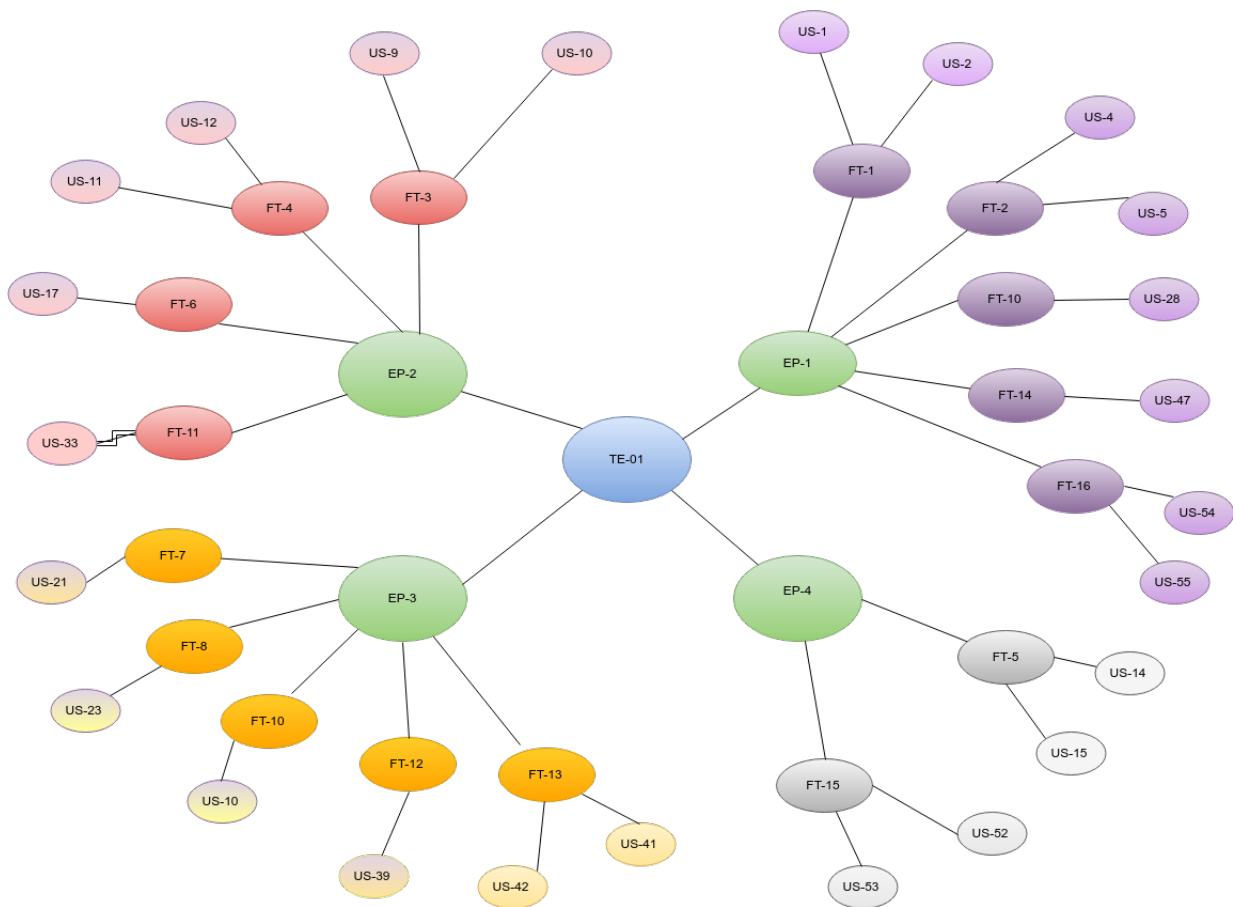 US-1
US-9
US-10
US-2
US-4
US-12
FT-1
US-11
FT-3
FT-4
FT-2
US-5
US-17
FT-6
FT-10
US-28
EP-2
EP-1
FT-14
US-47
US-33
FT-11
TE-01
FT-16
US-54
FT-7
US-21
US-55
EP-3
EP-4
FT-8
FT-5
US-14
US-23
FT-10
US-15
FT-12
FT-13
FT-15
US-10
US-52
US-41
US-39
US-42
US-53